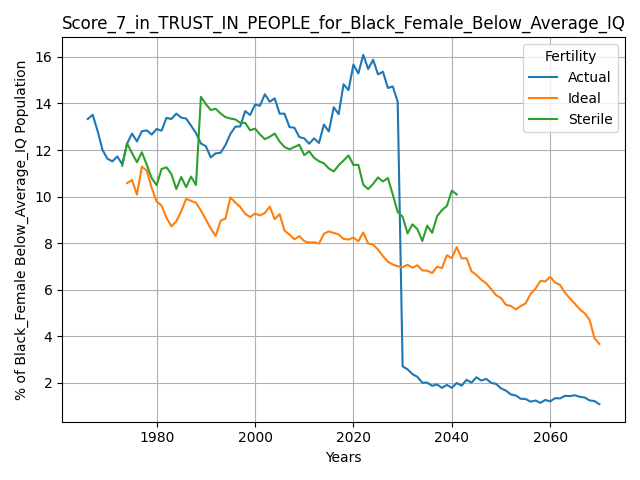 Score_7_in_TRUST_IN_PEOPLE_for_Black_Female_Below_Average_IQ
% of Black_Female Below_Average_IQ Population
16
14
12
10
8
6
4
2
Fertility
Actual
Ideal
Sterile
1980
2000
2020
2040
2060
Years